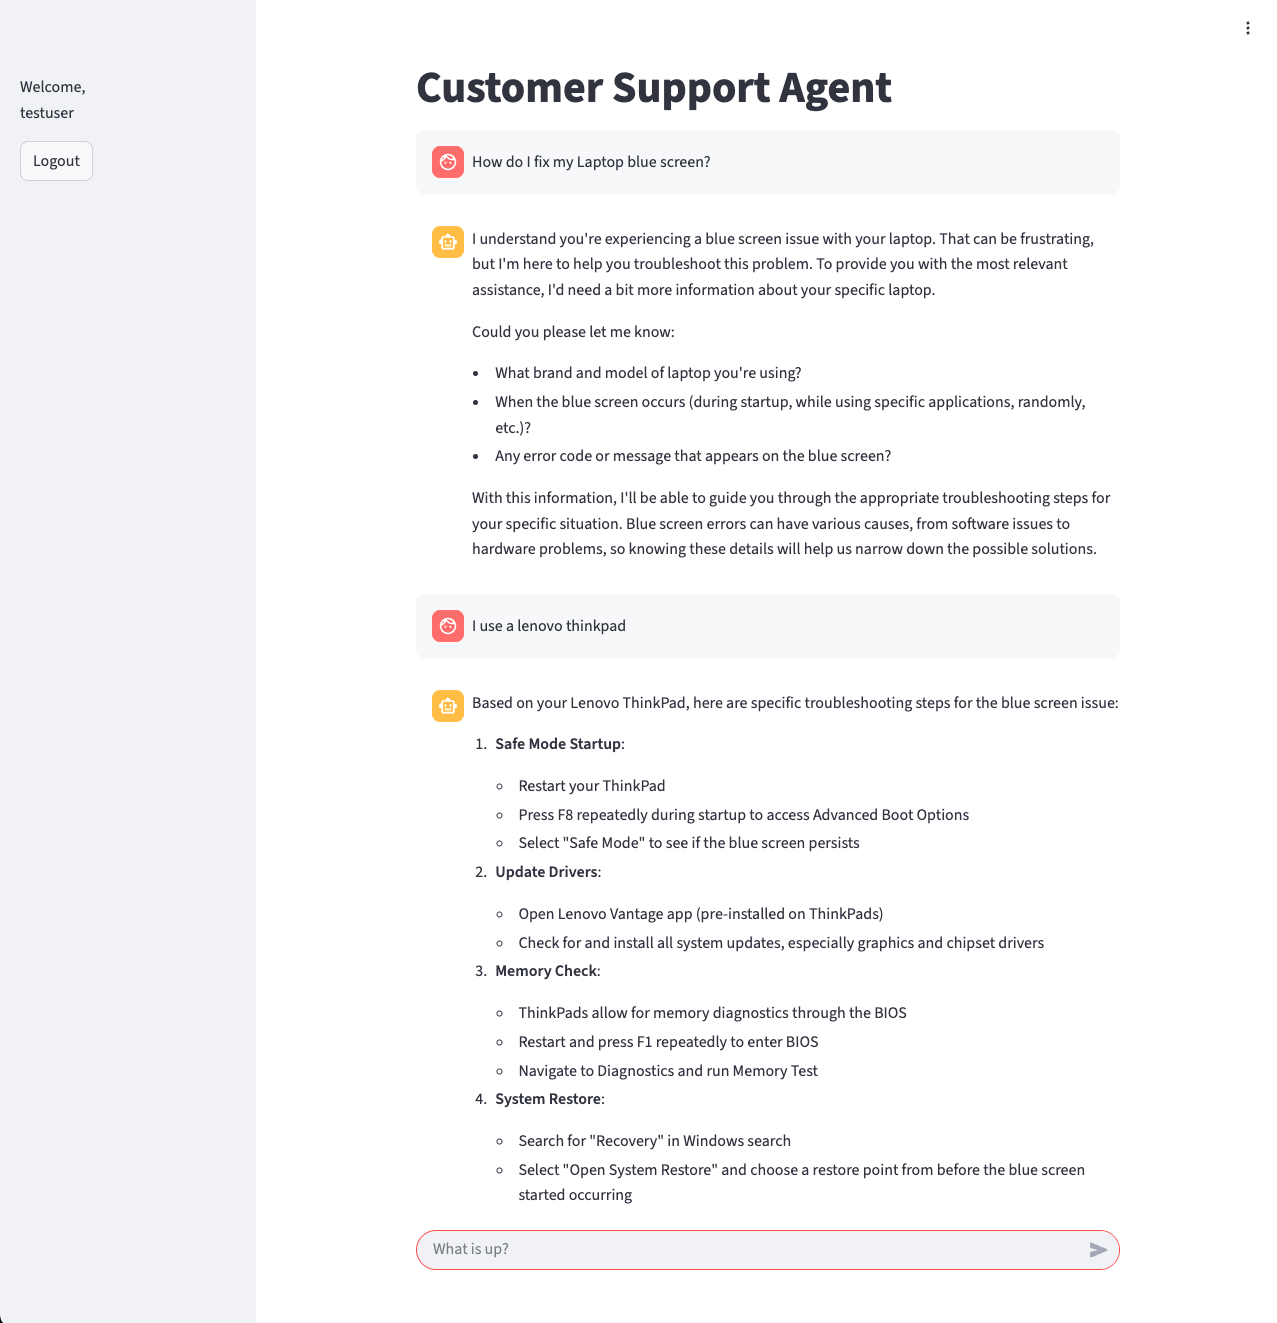 Welcome,
testuser
Logout
Customer Support Agent
How do I fix my Laptop blue screen?
I understand you're experiencing a blue screen issue with your laptop. That can be frustrating,
but I'm here to help you troubleshoot this problem. To provide you with the most relevant
assistance, I'd need a bit more information about your specific laptop.
Could you please let me know:
• What brand and model of laptop you're using?
• When the blue screen occurs (during startup, while using specific applications, randomly,
etc.)?
• Any error code or message that appears on the blue screen?
With this information, I'll be able to guide you through the appropriate troubleshooting steps for
your specific situation. Blue screen errors can have various causes, from software issues to
hardware problems, so knowing these details will help us narrow down the possible solutions.
I use a lenovo thinkpad
Based on your Lenovo ThinkPad, here are specific troubleshooting steps for the blue screen issue:
1. Safe Mode Startup:
◦ Restart your ThinkPad
◦ Press F8 repeatedly during startup to access Advanced Boot Options
◦ Select "Safe Mode" to see if the blue screen persists
2. Update Drivers:
◦ Open Lenovo Vantage app (pre-installed on ThinkPads)
◦ Check for and install all system updates, especially graphics and chipset drivers
3. Memory Check:
◦ ThinkPads allow for memory diagnostics through the BIOS
◦ Restart and press F1 repeatedly to enter BIOS
◦ Navigate to Diagnostics and run Memory Test
4. System Restore:
◦ Search for "Recovery" in Windows search
◦ Select "Open System Restore" and choose a restore point from before the blue screen
started occurring
What is up?